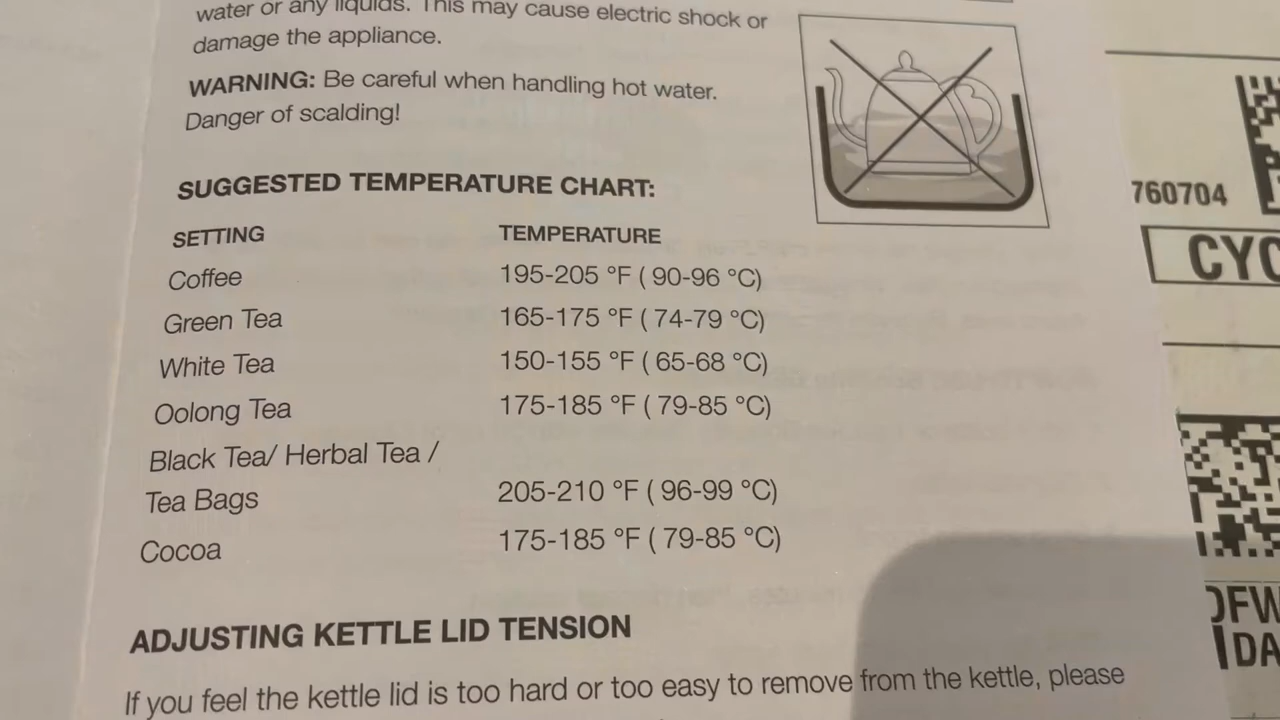 water or any liquids. This may cause electric shock or
damage the appliance.
WARNING: Be careful when handling hot water.
Danger of scalding!
SUGGESTED TEMPERATURE CHART:
SETTING TEMPERATURE
Coffee 195-205 °F ( 90-96 °C)
Green Tea 165-175 °F ( 74-79 °C)
White Tea 150-155 °F ( 65-68 °C)
Oolong Tea 175-185 °F ( 79-85 °C)
Black Tea/ Herbal Tea /
Tea Bags 205-210 °F ( 96-99 °C)
Cocoa 175-185 °F ( 79-85 °C)
ADJUSTING KETTLE LID TENSION
If you feel the kettle lid is too hard or too easy to remove from the kettle, please
760704
CYC
DFW
DA